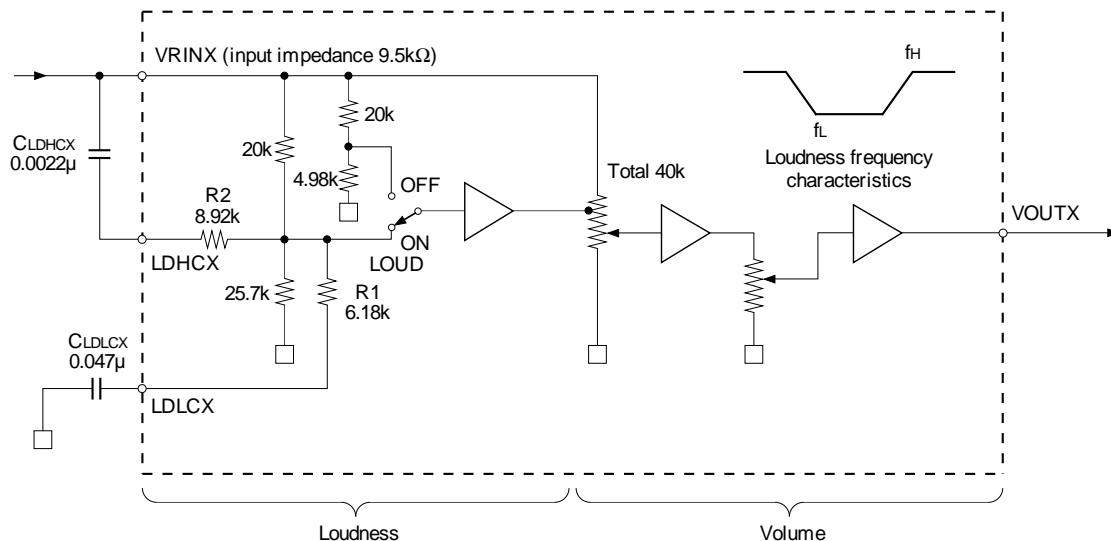 VRINX (input impedance 9.5kΩ)
fH
fL
Loudness frequency
characteristics
CLDHCX
0.0022μ
20k
20k
4.98k
OFF
ON
LOUD
Total 40k
VOUTX
R2
8.92k
LDHCX
25.7k
R1
6.18k
CLDLCX
0.047μ
LDLCX
Loudness
Volume